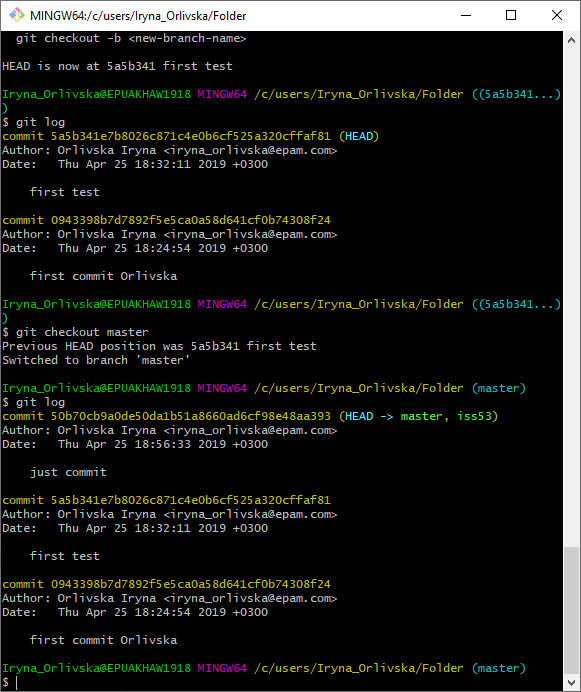 MINGW64:/c/users/Iryna_Orlivska/Folder
git checkout -b <new-branch-name>
HEAD is now at 5a5b341 first test
Iryna_Orlivska@EPUAKHAW1918 MINGW64 /c/users/Iryna_Orlivska/Folder ((5a5b341...)
)
$ git log
commit 5a5b341e7b8026c871c4e0b6cf525a320cffaf81 (HEAD)
Author: Orlivska Iryna <iryna_orlivska@epam.com>
Date:   Thu Apr 25 18:32:11 2019 +0300
first test
commit 0943398b7d7892f5e5ca0a58d641cf0b74308f24
Author: Orlivska Iryna <iryna_orlivska@epam.com>
Date:   Thu Apr 25 18:24:54 2019 +0300
first commit Orlivska
Iryna_Orlivska@EPUAKHAW1918 MINGW64 /c/users/Iryna_Orlivska/Folder ((5a5b341...)
)
$ git checkout master
Previous HEAD position was 5a5b341 first test
Switched to branch 'master'
Iryna_Orlivska@EPUAKHAW1918 MINGW64 /c/users/Iryna_Orlivska/Folder (master)
$ git log
commit 50b70cb9a0de50da1b51a8660ad6cf98e48aa393 (HEAD -> master, iss53)
Author: Orlivska Iryna <iryna_orlivska@epam.com>
Date:   Thu Apr 25 18:56:33 2019 +0300
just commit
commit 5a5b341e7b8026c871c4e0b6cf525a320cffaf81
Author: Orlivska Iryna <iryna_orlivska@epam.com>
Date:   Thu Apr 25 18:32:11 2019 +0300
first test
commit 0943398b7d7892f5e5ca0a58d641cf0b74308f24
Author: Orlivska Iryna <iryna_orlivska@epam.com>
Date:   Thu Apr 25 18:24:54 2019 +0300
first commit Orlivska
Iryna_Orlivska@EPUAKHAW1918 MINGW64 /c/users/Iryna_Orlivska/Folder (master)
$